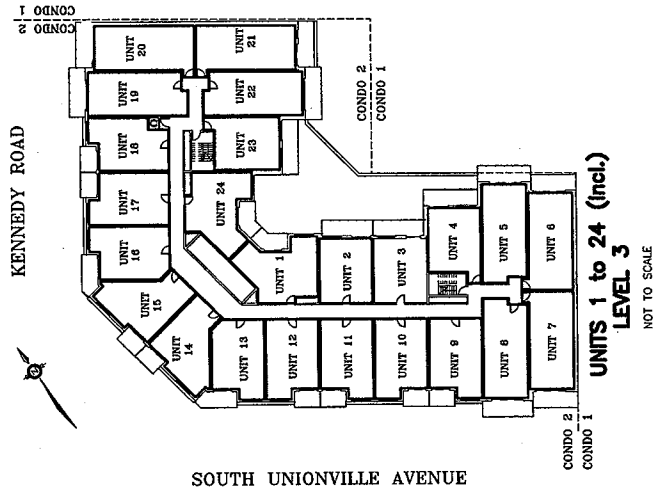 CONDO 1
CONDO 2
KENNEDY ROAD
UNIT 20
UNIT 21
UNIT 19
UNIT 22
UNIT 18
UNIT 23
UNIT 17
UNIT 24
UNIT 16
UNIT 15
UNIT 14
UNIT 13
UNIT 12
UNIT 11
UNIT 10
UNIT 9
UNIT 8
UNIT 7
UNIT 1
UNIT 2
UNIT 3
UNIT 4
UNIT 5
UNIT 6
CONDO 2
CONDO 1
UNITS 1 to 24 (Incl.)
LEVEL 3
NOT TO SCALE
CONDO 2
CONDO 1
SOUTH UNIONVILLE AVENUE